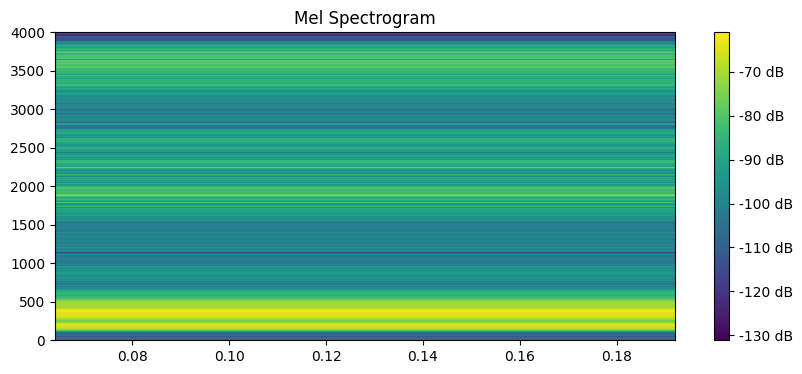 Mel Spectrogram
4000
3500
3000
2500
2000
1500
1000
500
0
0.08 0.10 0.12 0.14 0.16 0.18
-70 dB
-80 dB
-90 dB
-100 dB
-110 dB
-120 dB
-130 dB